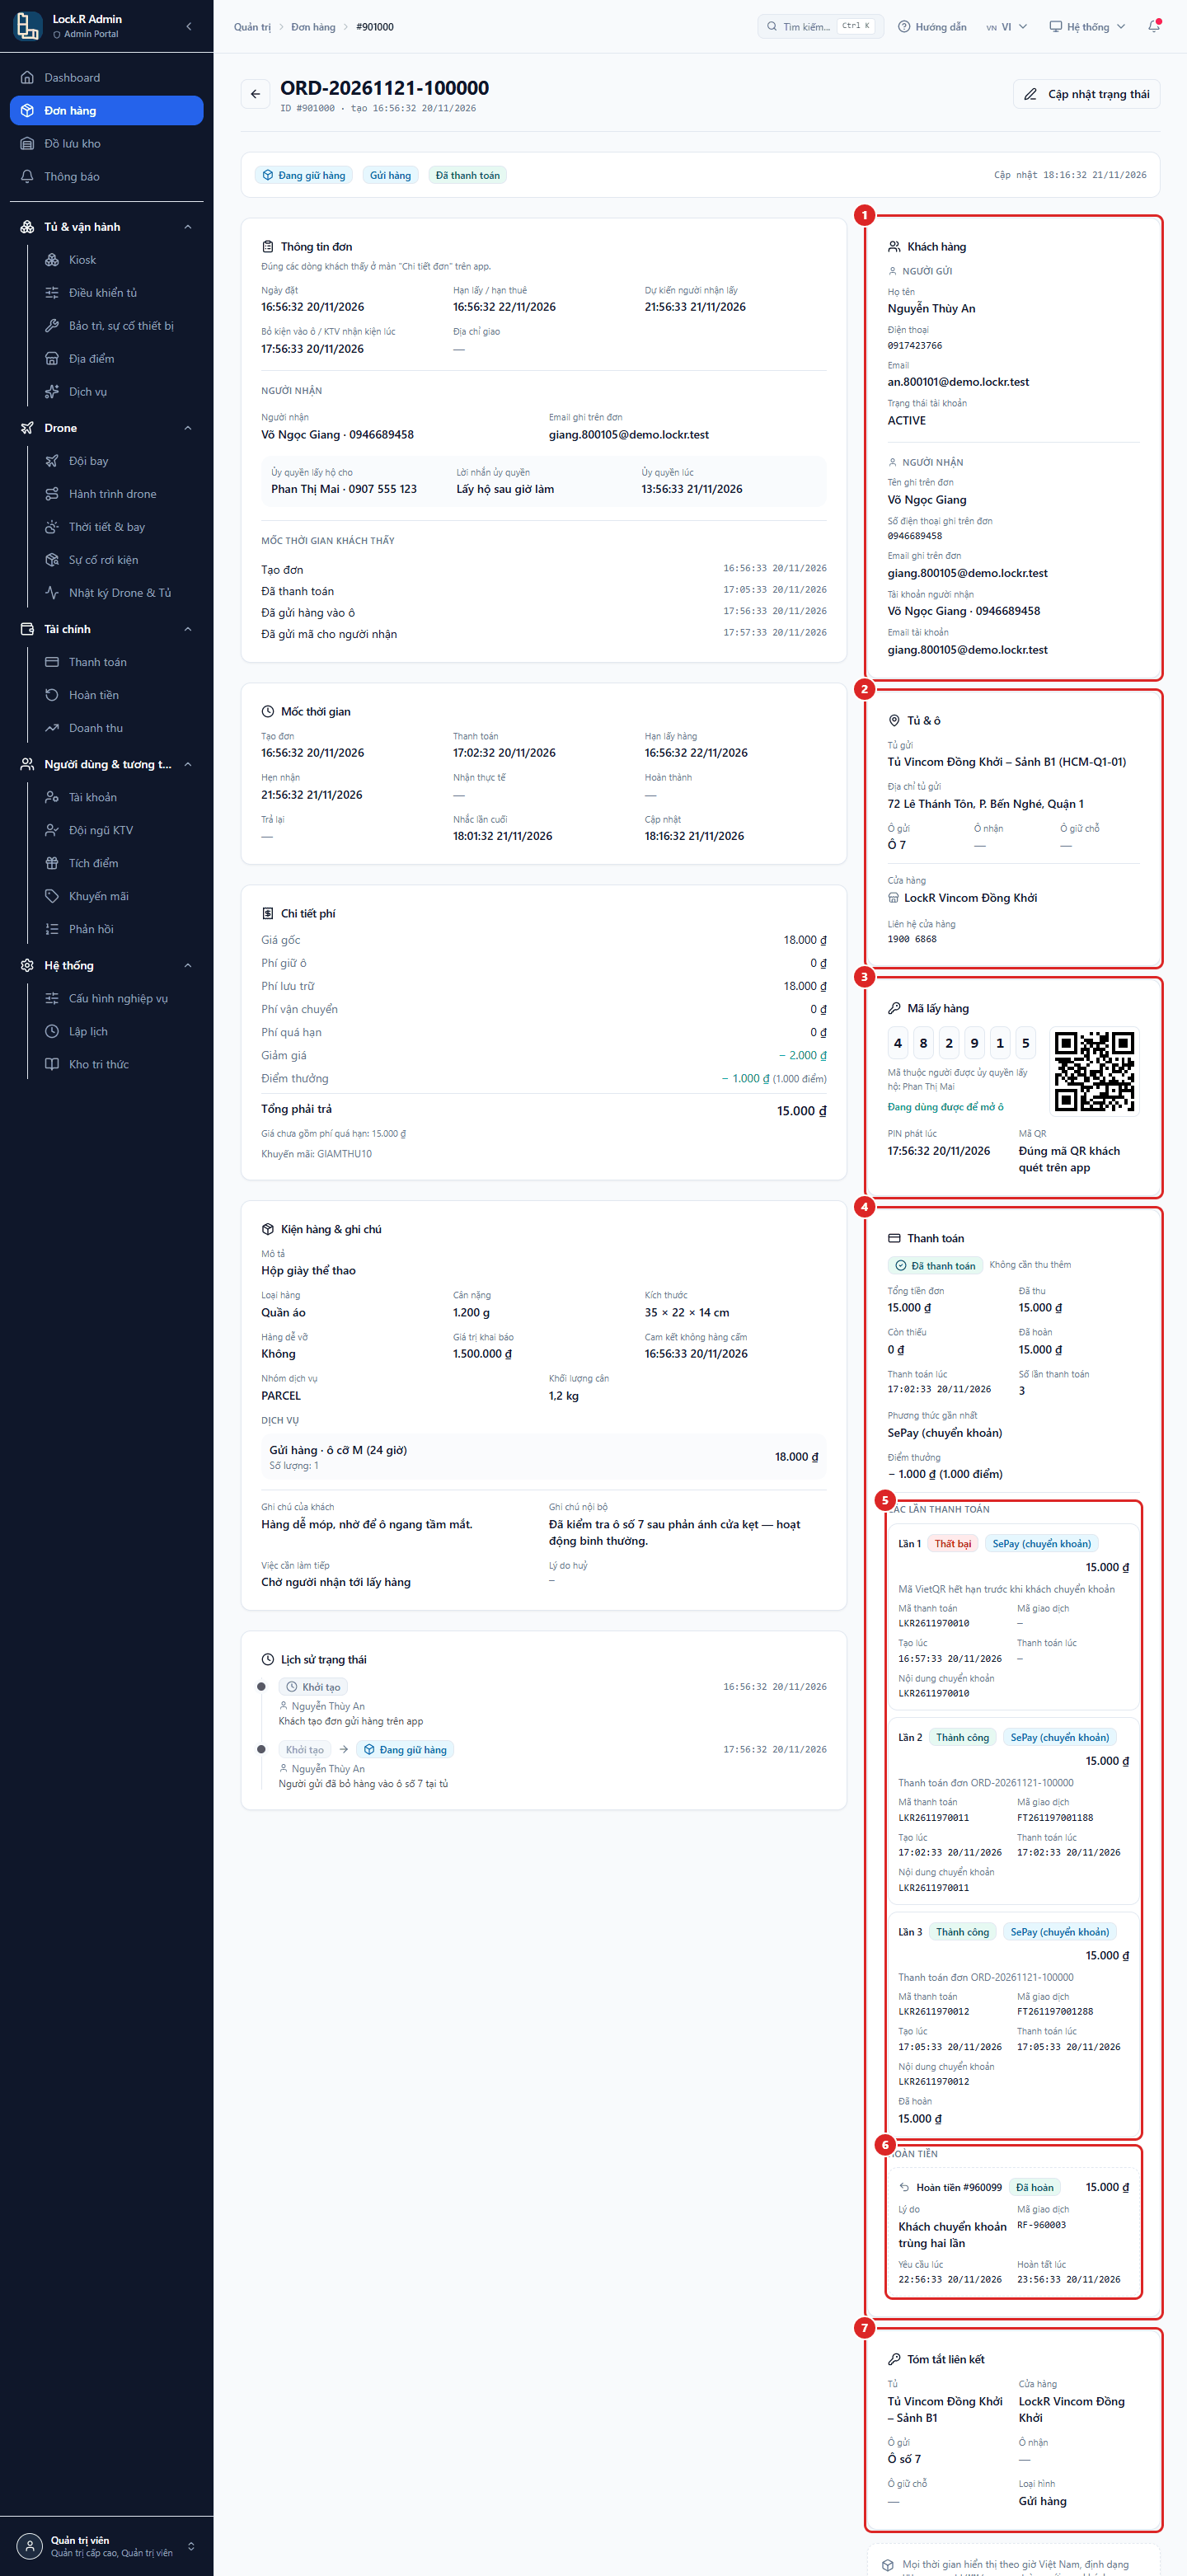 Lock.R Admin
Admin Portal
Dashboard
Đơn hàng
Đồ lưu kho
Thông báo
Tủ & vận hành
Kiosk
Điều khiển tủ
Bảo trì, sự cố thiết bị
Địa điểm
Dịch vụ
Drone
Đội bay
Hành trình drone
Thời tiết & bay
Sự cố rơi kiện
Nhật ký Drone & Tủ
Tài chính
Thanh toán
Hoàn tiền
Doanh thu
Người dùng & tương t...
Tài khoản
Đội ngũ KTV
Tích điểm
Khuyến mãi
Phản hồi
Hệ thống
Cấu hình nghiệp vụ
Lập lịch
Kho tri thức
Quản trị viên
Quản trị cấp cao, Quản trị viên
Quản trị > Đơn hàng > #901000
Tìm kiếm... Ctrl K
Hướng dẫn
VN VI
Hệ thống
ORD-20261121-100000
ID #901000 · tạo 16:56:32 20/11/2026
Cập nhật trạng thái
Đang giữ hàng Gửi hàng Đã thanh toán
Cập nhật 18:16:32 21/11/2026
Thông tin đơn
Đúng các dòng khách thấy ở màn "Chi tiết đơn" trên app.
Ngày đặt Hạn lấy / hạn thuê Dự kiến người nhận lấy
16:56:32 20/11/2026 16:56:32 22/11/2026 21:56:33 21/11/2026
Bỏ kiện vào ô / KTV nhận kiện lúc Địa chỉ giao
17:56:33 20/11/2026 —
NGƯỜI NHẬN
Người nhận Email ghi trên đơn
Võ Ngọc Giang · 0946689458 giang.800105@demo.lockr.test
Ủy quyền lấy hộ cho Lời nhắn ủy quyền Ủy quyền lúc
Phan Thị Mai · 0907 555 123 Lấy hộ sau giờ làm 13:56:33 21/11/2026
MỐC THỜI GIAN KHÁCH THẤY
Tạo đơn 16:56:33 20/11/2026
Đã thanh toán 17:05:33 20/11/2026
Đã gửi hàng vào ô 17:56:33 20/11/2026
Đã gửi mã cho người nhận 17:57:33 20/11/2026
Mốc thời gian
Tạo đơn Thanh toán Hạn lấy hàng
16:56:32 20/11/2026 17:02:32 20/11/2026 16:56:32 22/11/2026
Hẹn nhận Nhận thực tế Hoàn thành
21:56:32 21/11/2026 — —
Trả lại Nhắc lần cuối Cập nhật
— 18:01:32 21/11/2026 18:16:32 21/11/2026
Chi tiết phí
Giá gốc 18.000 ₫
Phí giữ ô 0 ₫
Phí lưu trữ 18.000 ₫
Phí vận chuyển 0 ₫
Phí quá hạn 0 ₫
Giảm giá − 2.000 ₫
Điểm thưởng − 1.000 ₫ (1.000 điểm)
Tổng phải trả 15.000 ₫
Giá chưa gồm phí quá hạn: 15.000 ₫
Khuyến mãi: GIAMTHU10
Kiện hàng & ghi chú
Mô tả
Hộp giày thể thao
Loại hàng Cân nặng Kích thước
Quần áo 1.200 g 35 × 22 × 14 cm
Hàng dễ vỡ Giá trị khai báo Cam kết không hàng cấm
Không 1.500.000 ₫ 16:56:33 20/11/2026
Nhóm dịch vụ Khối lượng cân
PARCEL 1,2 kg
DỊCH VỤ
Gửi hàng · ô cỡ M (24 giờ) 18.000 ₫
Số lượng: 1
Ghi chú của khách Ghi chú nội bộ
Hàng dễ móp, nhờ để ô ngang tầm mắt. Đã kiểm tra ô số 7 sau phản ánh cửa kẹt — hoạt
động bình thường.
Việc cần làm tiếp Lý do huỷ
Chờ người nhận tới lấy hàng –
Lịch sử trạng thái
Khởi tạo 16:56:32 20/11/2026
Nguyễn Thùy An
Khách tạo đơn gửi hàng trên app
Khởi tạo → Đang giữ hàng 17:56:32 20/11/2026
Nguyễn Thùy An
Người gửi đã bỏ hàng vào ô số 7 tại tủ
1
Khách hàng
NGƯỜI GỬI
Họ tên
Nguyễn Thùy An
Điện thoại
0917423766
Email
an.800101@demo.lockr.test
Trạng thái tài khoản
ACTIVE
NGƯỜI NHẬN
Tên ghi trên đơn
Võ Ngọc Giang
Số điện thoại ghi trên đơn
0946689458
Email ghi trên đơn
giang.800105@demo.lockr.test
Tài khoản người nhận
Võ Ngọc Giang · 0946689458
Email tài khoản
giang.800105@demo.lockr.test
2
Tủ & ô
Tủ gửi
Tủ Vincom Đồng Khởi – Sảnh B1 (HCM-Q1-01)
Địa chỉ tủ gửi
72 Lê Thánh Tôn, P. Bến Nghé, Quận 1
Ô gửi Ô nhận Ô giữ chỗ
Ô 7 — —
Cửa hàng
LockR Vincom Đồng Khởi
Liên hệ cửa hàng
1900 6868
3
Mã lấy hàng
4 8 2 9 1 5
Mã thuộc người được ủy quyền lấy
hộ: Phan Thị Mai
Đang dùng được để mở ô
PIN phát lúc Mã QR
17:56:32 20/11/2026 Đúng mã QR khách
quét trên app
4
Thanh toán
Đã thanh toán Không cần thu thêm
Tổng tiền đơn Đã thu
15.000 ₫ 15.000 ₫
Còn thiếu Đã hoàn
0 ₫ 15.000 ₫
Thanh toán lúc Số lần thanh toán
17:02:33 20/11/2026 3
Phương thức gần nhất
SePay (chuyển khoản)
Điểm thưởng
− 1.000 ₫ (1.000 điểm)
5
CÁC LẦN THANH TOÁN
Lần 1 Thất bại SePay (chuyển khoản)
15.000 ₫
Mã VietQR hết hạn trước khi khách chuyển khoản
Mã thanh toán Mã giao dịch
LKR2611970010 –
Tạo lúc Thanh toán lúc
16:57:33 20/11/2026 –
Nội dung chuyển khoản
LKR2611970010
Lần 2 Thành công SePay (chuyển khoản)
15.000 ₫
Thanh toán đơn ORD-20261121-100000
Mã thanh toán Mã giao dịch
LKR2611970011 FT261197001188
Tạo lúc Thanh toán lúc
17:02:33 20/11/2026 17:02:33 20/11/2026
Nội dung chuyển khoản
LKR2611970011
Lần 3 Thành công SePay (chuyển khoản)
15.000 ₫
Thanh toán đơn ORD-20261121-100000
Mã thanh toán Mã giao dịch
LKR2611970012 FT261197001288
Tạo lúc Thanh toán lúc
17:05:33 20/11/2026 17:05:33 20/11/2026
Nội dung chuyển khoản
LKR2611970012
Đã hoàn
15.000 ₫
6
HOÀN TIỀN
Hoàn tiền #960099 Đã hoàn 15.000 ₫
Lý do Mã giao dịch
Khách chuyển khoản RF-960003
trùng hai lần
Yêu cầu lúc Hoàn tất lúc
22:56:33 20/11/2026 23:56:33 20/11/2026
7
Tóm tắt liên kết
Tủ Cửa hàng
Tủ Vincom Đồng Khởi LockR Vincom Đồng
– Sảnh B1 Khởi
Ô gửi Ô nhận
Ô số 7 —
Ô giữ chỗ Loại hình
— Gửi hàng
Mọi thời gian hiển thị theo giờ Việt Nam, định dạng